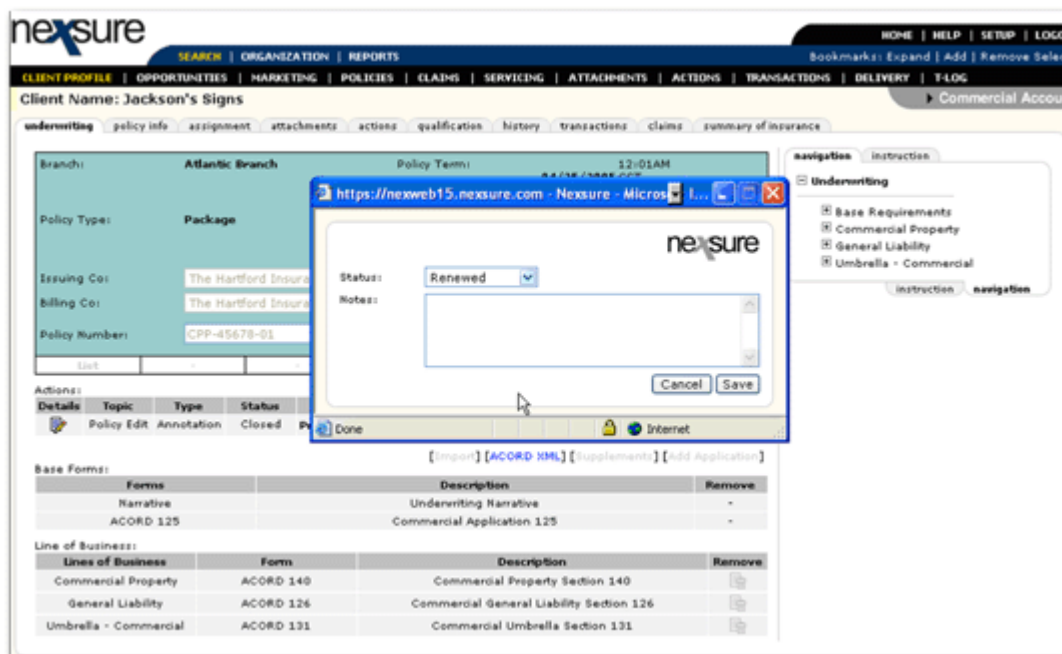 nexsure
HOME | HELP | SETUP |
SEARCH | ORGANIZATION | REPORTS
Bookmarks: Expand | Add | Remove
CLIENT PROFILE | OPPORTUNITIES | MARKETING | POLICIES | CLAIMS | SERVICING | ATTACHMENTS | ACTIONS | TRANSACTIONS | DELIVERY | T-LOG
Client Name: Jackson's Signs
Commercial
underwriting policy info assignment attachments actions qualification history transactions claims summary of insurance
navigation instruction
Branch: Atlantic Branch Policy Term: 12:01AM
https://nexweb15.nexsure.com - Nexsure - Micros I...
Underwriting
Base Requirements
Commercial Property
General Liability
Umbrella - Commercial
instruction navigation
Policy Type: Package
nexsure
Status: Renewed
Notes:
Cancel Save
Done Internet
Issuing Co: The Hartford Insura
Billing Co: The Hartford Insura
Policy Number: CPP-45678-01
List - -
Actions:
Details Topic Type Status
Policy Edit Annotation Closed
[Import] [ACORD XML] [Supplements] [Add Application]
Base Forms:
Forms Description Remove
Narrative Underwriting Narrative -
ACORD 125 Commercial Application 125 -
Line of Business:
Lines of Business Form Description Remove
Commercial Property ACORD 140 Commercial Property Section 140
General Liability ACORD 126 Commercial General Liability Section 126
Umbrella - Commercial ACORD 131 Commercial Umbrella Section 131